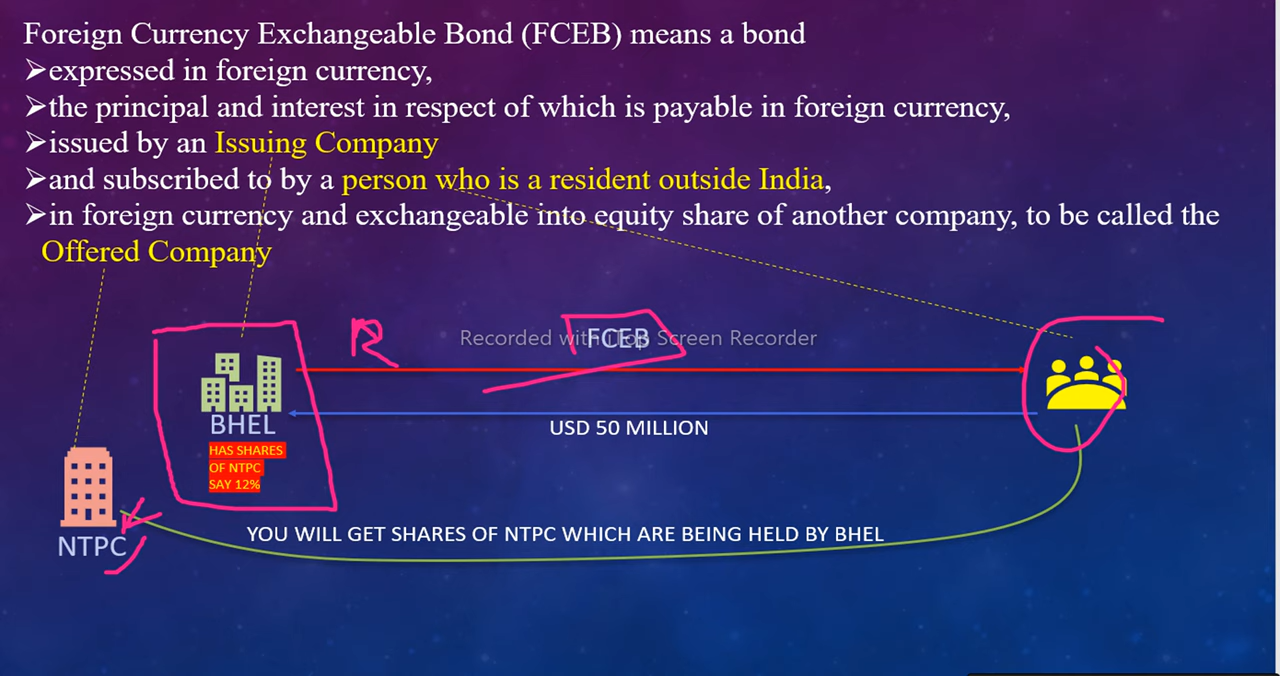 Foreign Currency Exchangeable Bond (FCEB) means a bond
➢expressed in foreign currency,
➢the principal and interest in respect of which is payable in foreign currency,
➢issued by an Issuing Company
➢and subscribed to by a person who is a resident outside India,
➢in foreign currency and exchangeable into equity share of another company, to be called the
Offered Company
R
Recorded with iTop Screen Recorder
FCEB
BHEL
USD 50 MILLION
HAS SHARES
OF NTPC
SAY 12%
YOU WILL GET SHARES OF NTPC WHICH ARE BEING HELD BY BHEL
NTPC